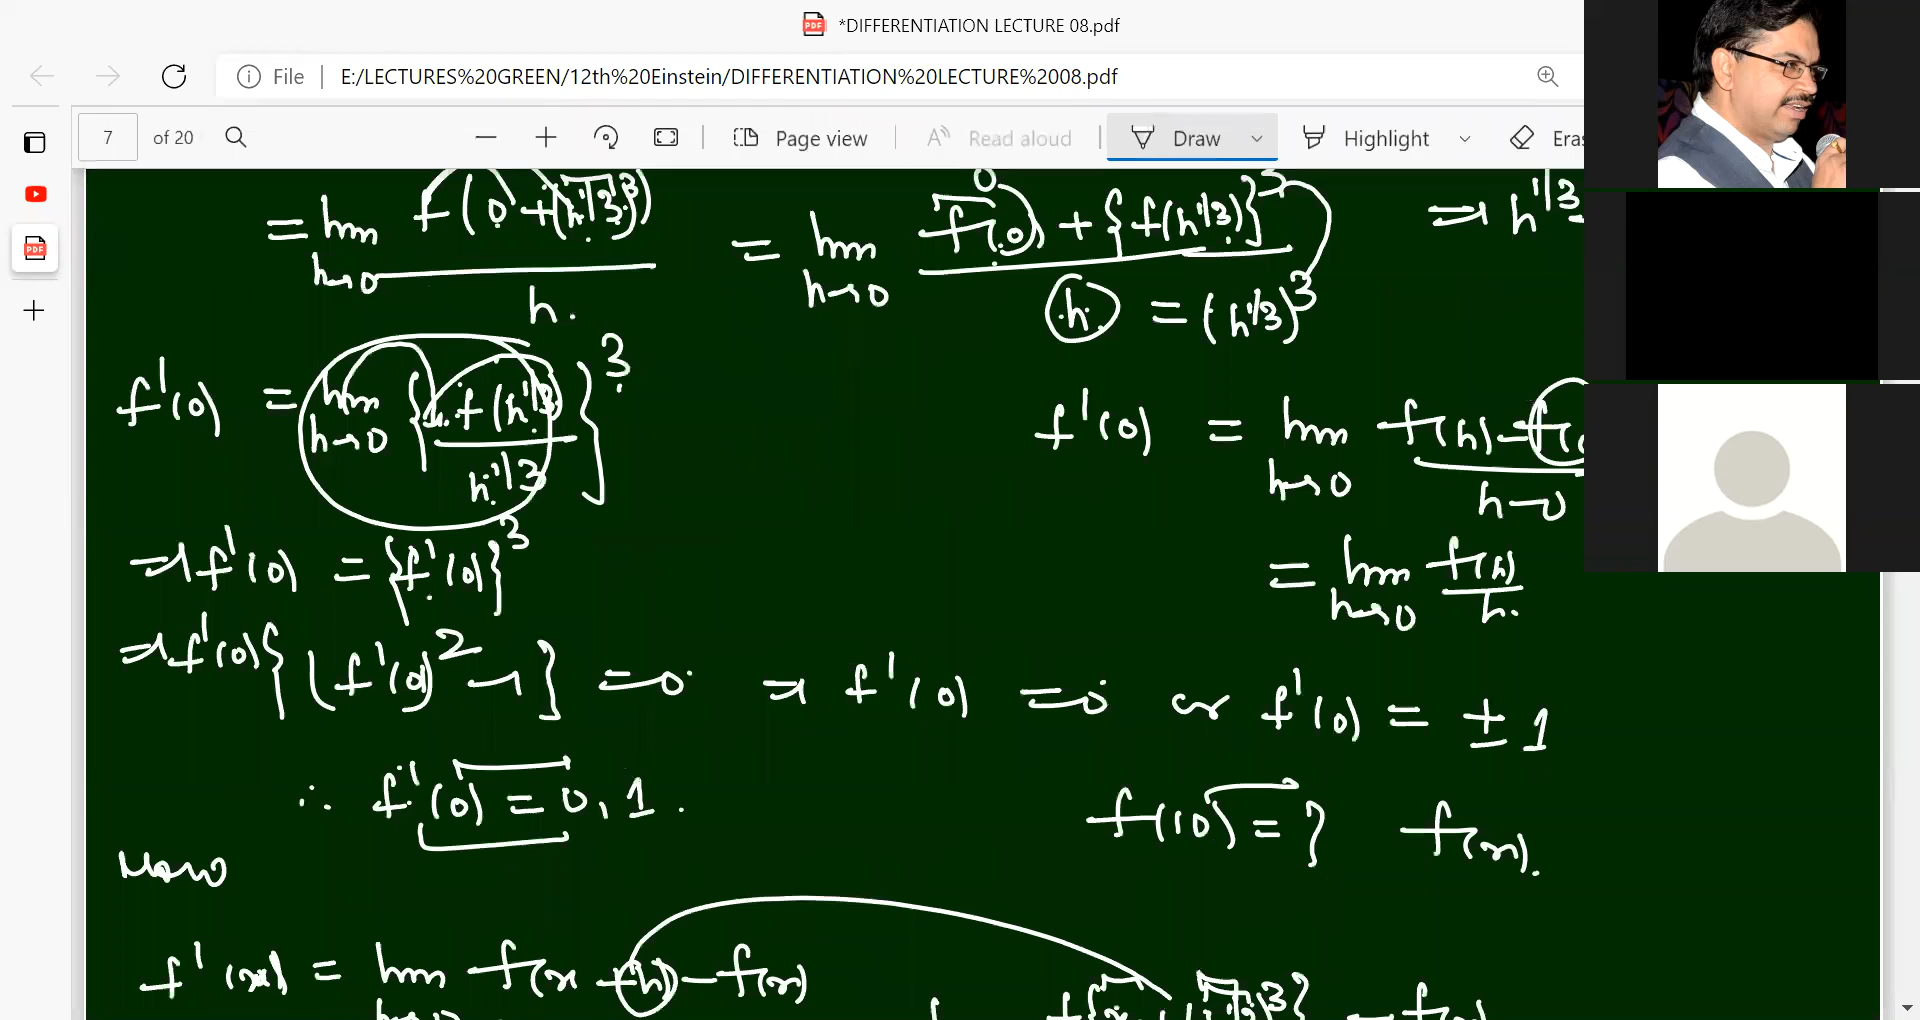 *DIFFERENTIATION LECTURE 08.pdf
File | E:/LECTURES%20GREEN/12th%20Einstein/DIFFERENTIATION%20LECTURE%2008.pdf
7 of 20 Page view Read aloud Draw Highlight Eras
= lim h→0 f(0+(h^1/3)^3) / h. = lim h→0 f(0) + {f(h^1/3)}^3 / h = (h^1/3)^3 ⇒ h^1/3
0
f'(0) = lim h→0 { f(h^1/3) / h^1/3 }^3
f'(0) = lim h→0 f(h) - f( / h-0
= lim h→0 f(h) / h.
⇒ f'(0) = {f'(0)}^3
⇒ f'(0) { (f'(0))^2 - 1 } = 0 ⇒ f'(0) = 0 or f'(0) = ± 1
∴ f'(0) = 0, 1. f(10) = ? f(x).
Now
f'(x) = lim h→0 f(x + h) - f(x)